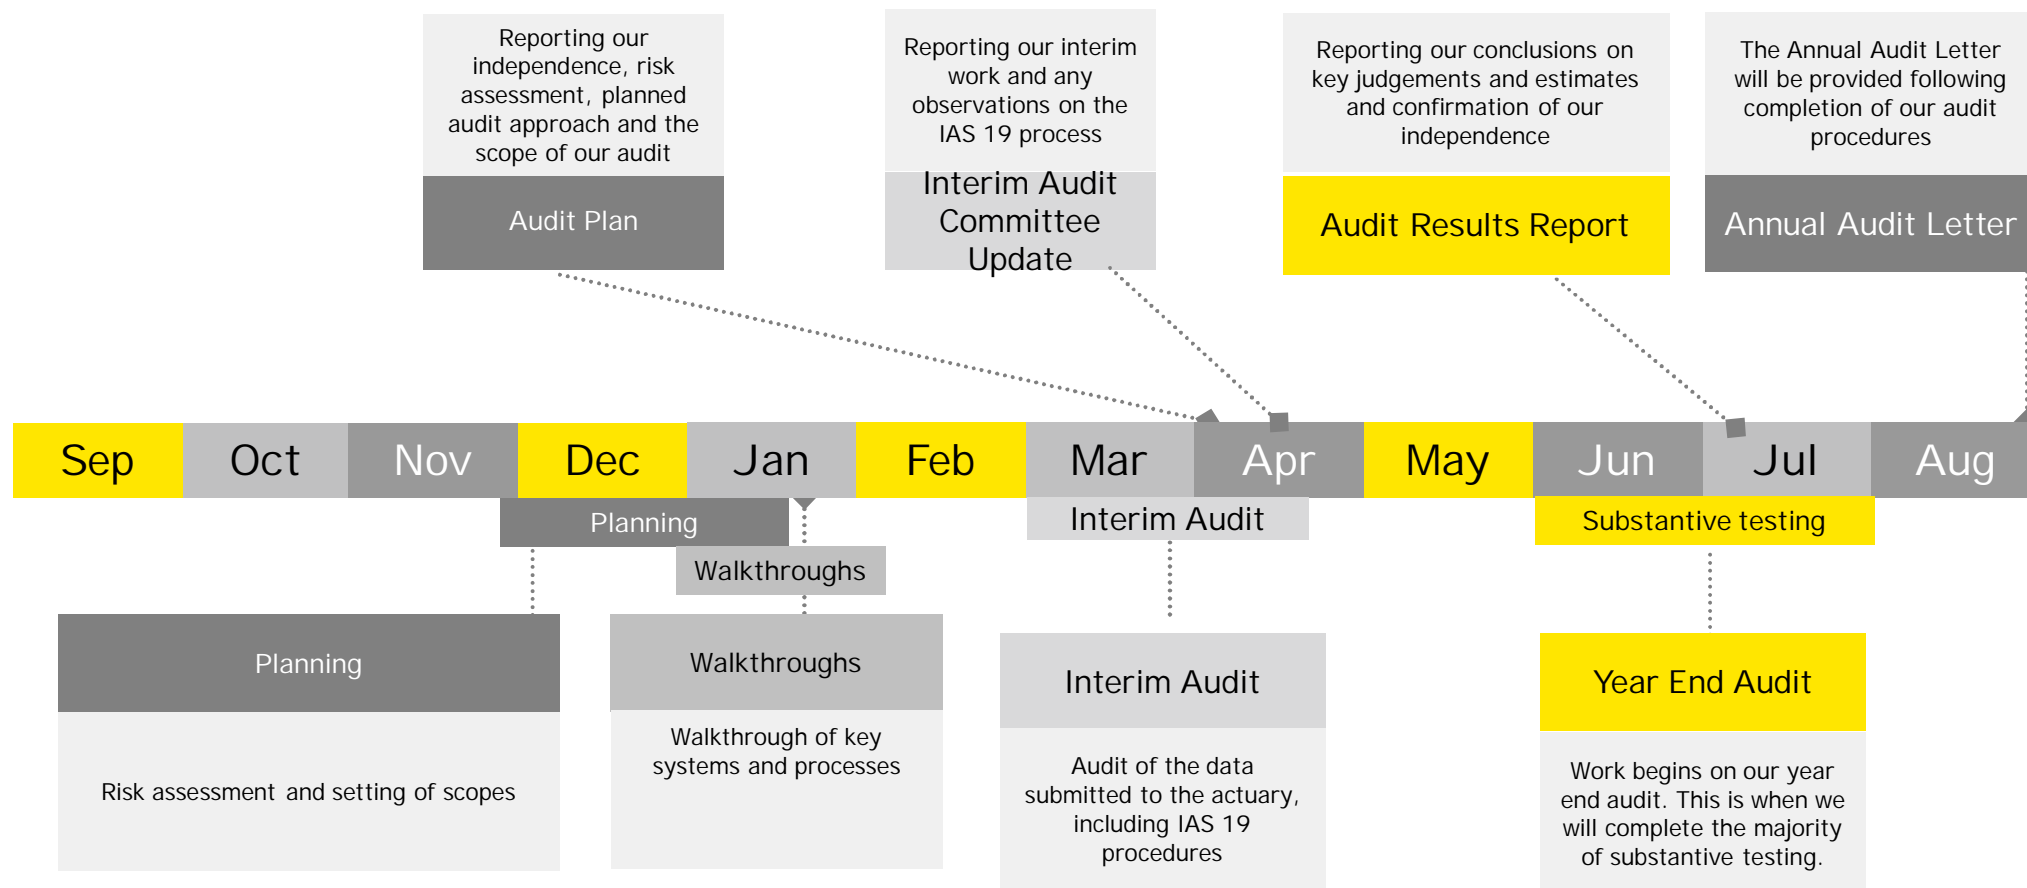 Reporting our
independence, risk
assessment, planned
audit approach and the
scope of our audit
Audit Plan
Reporting our interim
work and any
observations on the
IAS 19 process
Interim Audit
Committee
Update
Reporting our conclusions on
key judgements and estimates
and confirmation of our
independence
Audit Results Report
The Annual Audit Letter
will be provided following
completion of our audit
procedures
Annual Audit Letter
Sep
Oct
Nov
Dec
Jan
Feb
Mar
Apr
May
Jun
Jul
Aug
Planning
Walkthroughs
Interim Audit
Substantive testing
Planning
Risk assessment and setting of scopes
Walkthroughs
Walkthrough of key
systems and processes
Interim Audit
Audit of the data
submitted to the actuary,
including IAS 19
procedures
Year End Audit
Work begins on our year
end audit. This is when we
will complete the majority
of substantive testing.